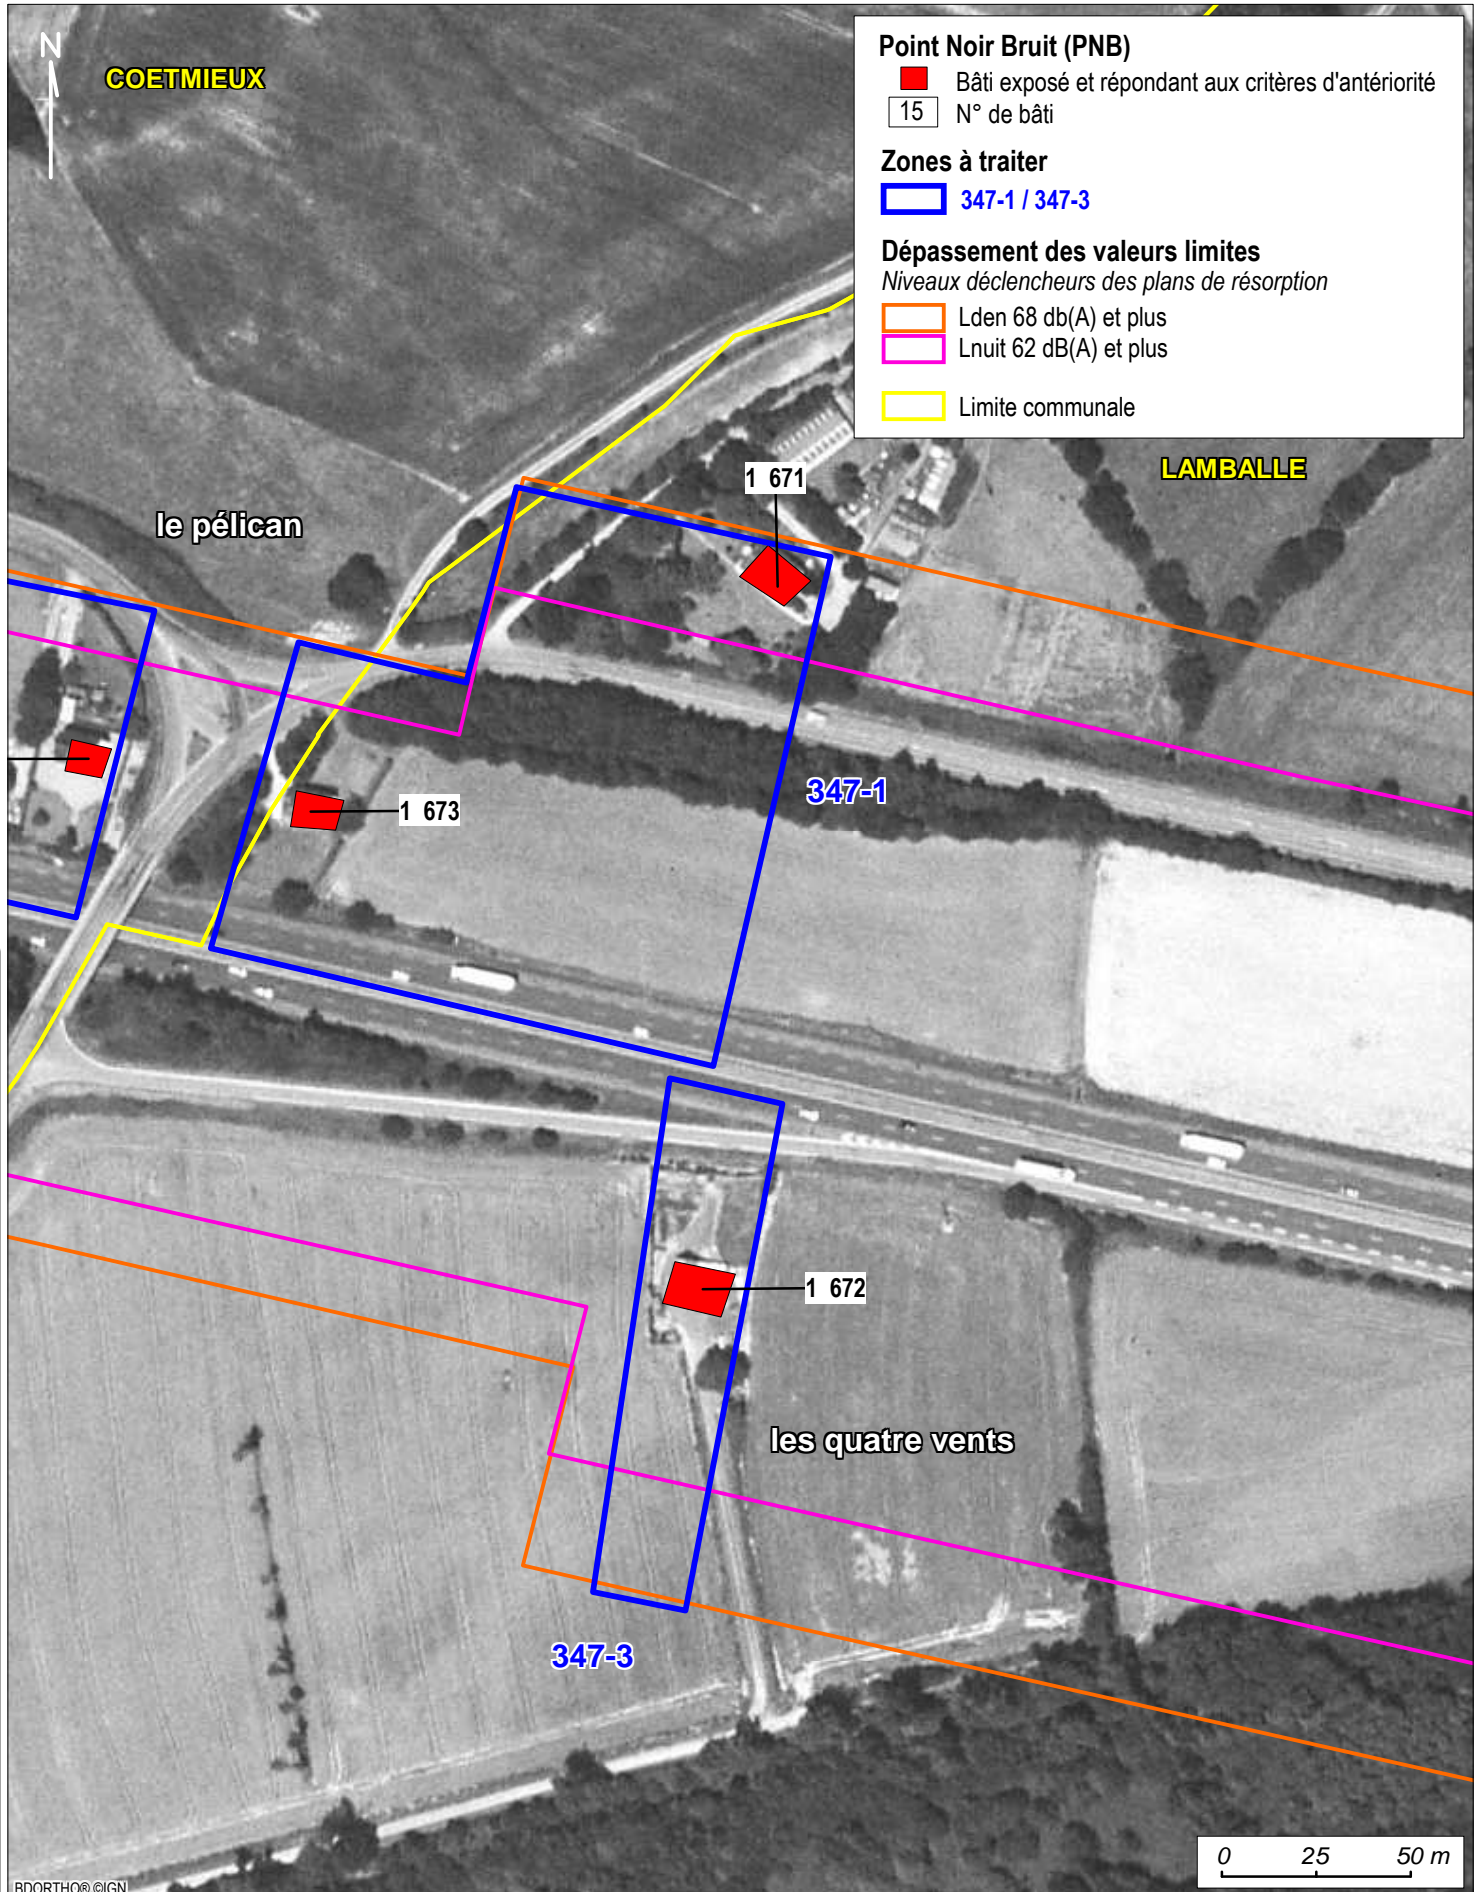 N
COETMIEUX
Point Noir Bruit (PNB)
Bâti exposé et répondant aux critères d'antériorité
15 N° de bâti
Zones à traiter
347-1 / 347-3
Dépassement des valeurs limites
Niveaux déclencheurs des plans de résorption
Lden 68 db(A) et plus
Lnuit 62 dB(A) et plus
Limite communale
LAMBALLE
1 671
le pélican
347-1
1 673
1 672
les quatre vents
347-3
0 25 50 m
BDORTHO® ©IGN